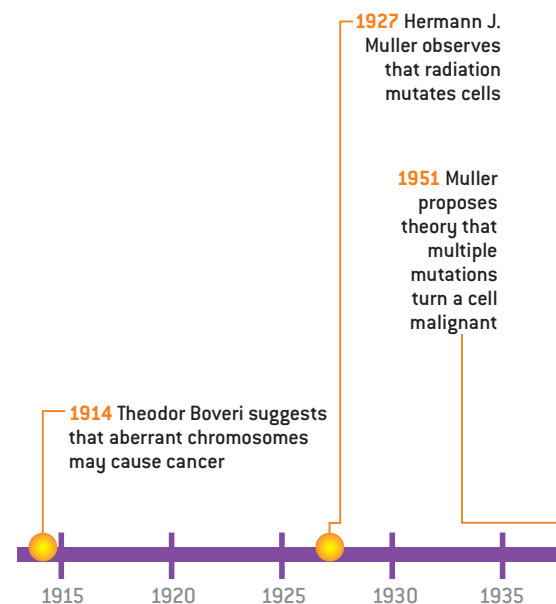 1927 Hermann J.
Muller observes
that radiation
mutates cells
1951 Muller
proposes
theory that
multiple
mutations
turn a cell
malignant
1914 Theodor Boveri suggests
that aberrant chromosomes
may cause cancer
1915 1920 1925 1930 1935